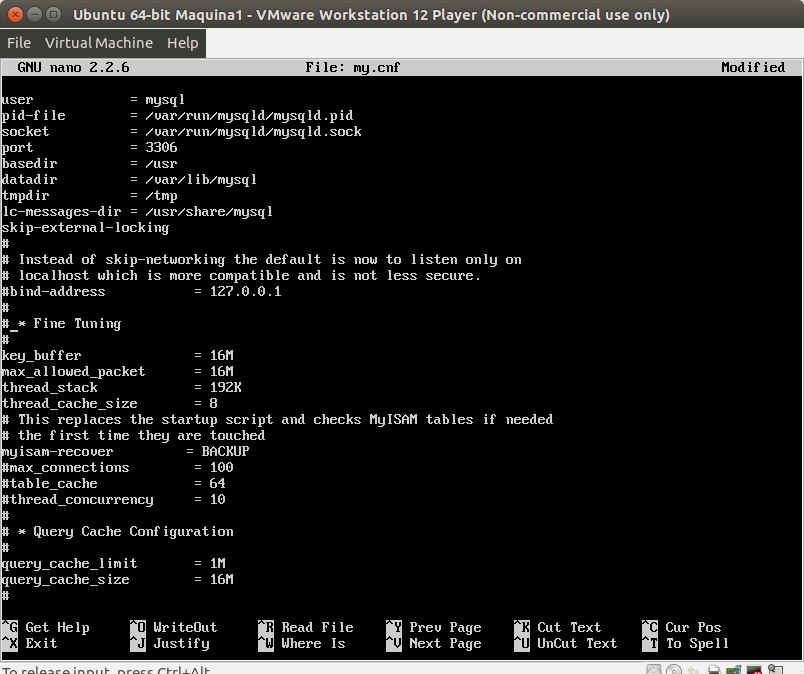 Ubuntu 64-bit Maquina1 - VMware Workstation 12 Player (Non-commercial use only)
File Virtual Machine Help
GNU nano 2.2.6 File: my.cnf Modified
user = mysql
pid-file = /var/run/mysqld/mysqld.pid
socket = /var/run/mysqld/mysqld.sock
port = 3306
basedir = /usr
datadir = /var/lib/mysql
tmpdir = /tmp
lc-messages-dir = /usr/share/mysql
skip-external-locking
#
# Instead of skip-networking the default is now to listen only on
# localhost which is more compatible and is not less secure.
#bind-address = 127.0.0.1
#
#_* Fine Tuning
#
key_buffer = 16M
max_allowed_packet = 16M
thread_stack = 192K
thread_cache_size = 8
# This replaces the startup script and checks MyISAM tables if needed
# the first time they are touched
myisam-recover = BACKUP
#max_connections = 100
#table_cache = 64
#thread_concurrency = 10
#
# * Query Cache Configuration
#
query_cache_limit = 1M
query_cache_size = 16M
#
^G Get Help ^O WriteOut ^R Read File ^Y Prev Page ^K Cut Text ^C Cur Pos
^X Exit ^J Justify ^W Where Is ^V Next Page ^U UnCut Text ^T To Spell
To release input, press Ctrl+Alt